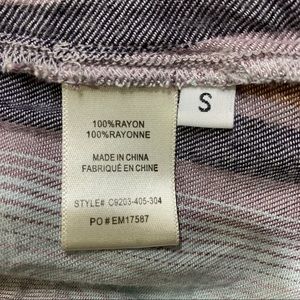 100%RAYON
100%RAYONNE
MADE IN CHINA
FABRIQUÉ EN CHINE
STYLE# C9203-405-304
PO # EM17587
S